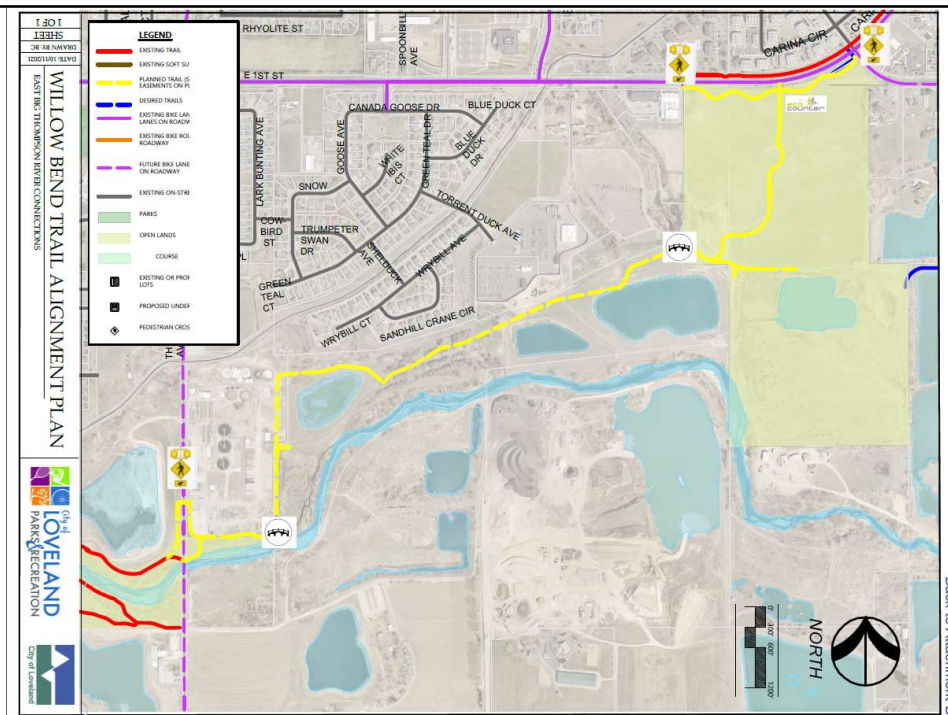 LEGEND
EXISTING TRAIL
EXISTING SOFT SU
PLANNED TRAIL (S
EASEMENTS ON PL
DESIRED TRAILS
EXISTING BIKE LAN
LANES ON ROADW
EXISTING BIKE ROU
ROADWAY
FUTURE BIKE LANE
ON ROADWAY
EXISTING ON-STRE
PARKS
OPEN LANDS
COURSE
EXISTING OR PROP
LOTS
PROPOSED UNDER
PEDESTRIAN CROS
RHYOLITE ST
SPOONBILL
AVE
E 1ST ST
CARINA CIR
CANADA GOOSE DR
BLUE DUCK CT
LARK BUNTING AVE
GOOSE AVE
WHITE
IBIS
CT
GREEN TEAL DR
BLUE
DUCK
DR
SNOW
COW-
BIRD
ST
TRUMPETER
SWAN
DR
SHELDUCK
AVE
TORRENT DUCK AVE
WRYBILL AVE
GREEN
TEAL
CT
WRYBILL CT
SANDHILL CRANE CIR
PL
TH
AV
eco
counter
0' 300' 600' 1200'
NORTH
SHEET
1 OF 1
DRAWN BY: BC
DATE: 10/11/2021
WILLOW BEND TRAIL ALIGNMENT PLAN
EAST BIG THOMPSON RIVER CONNECTIONS
City of
LOVELAND
PARKS & RECREATION
City of Loveland